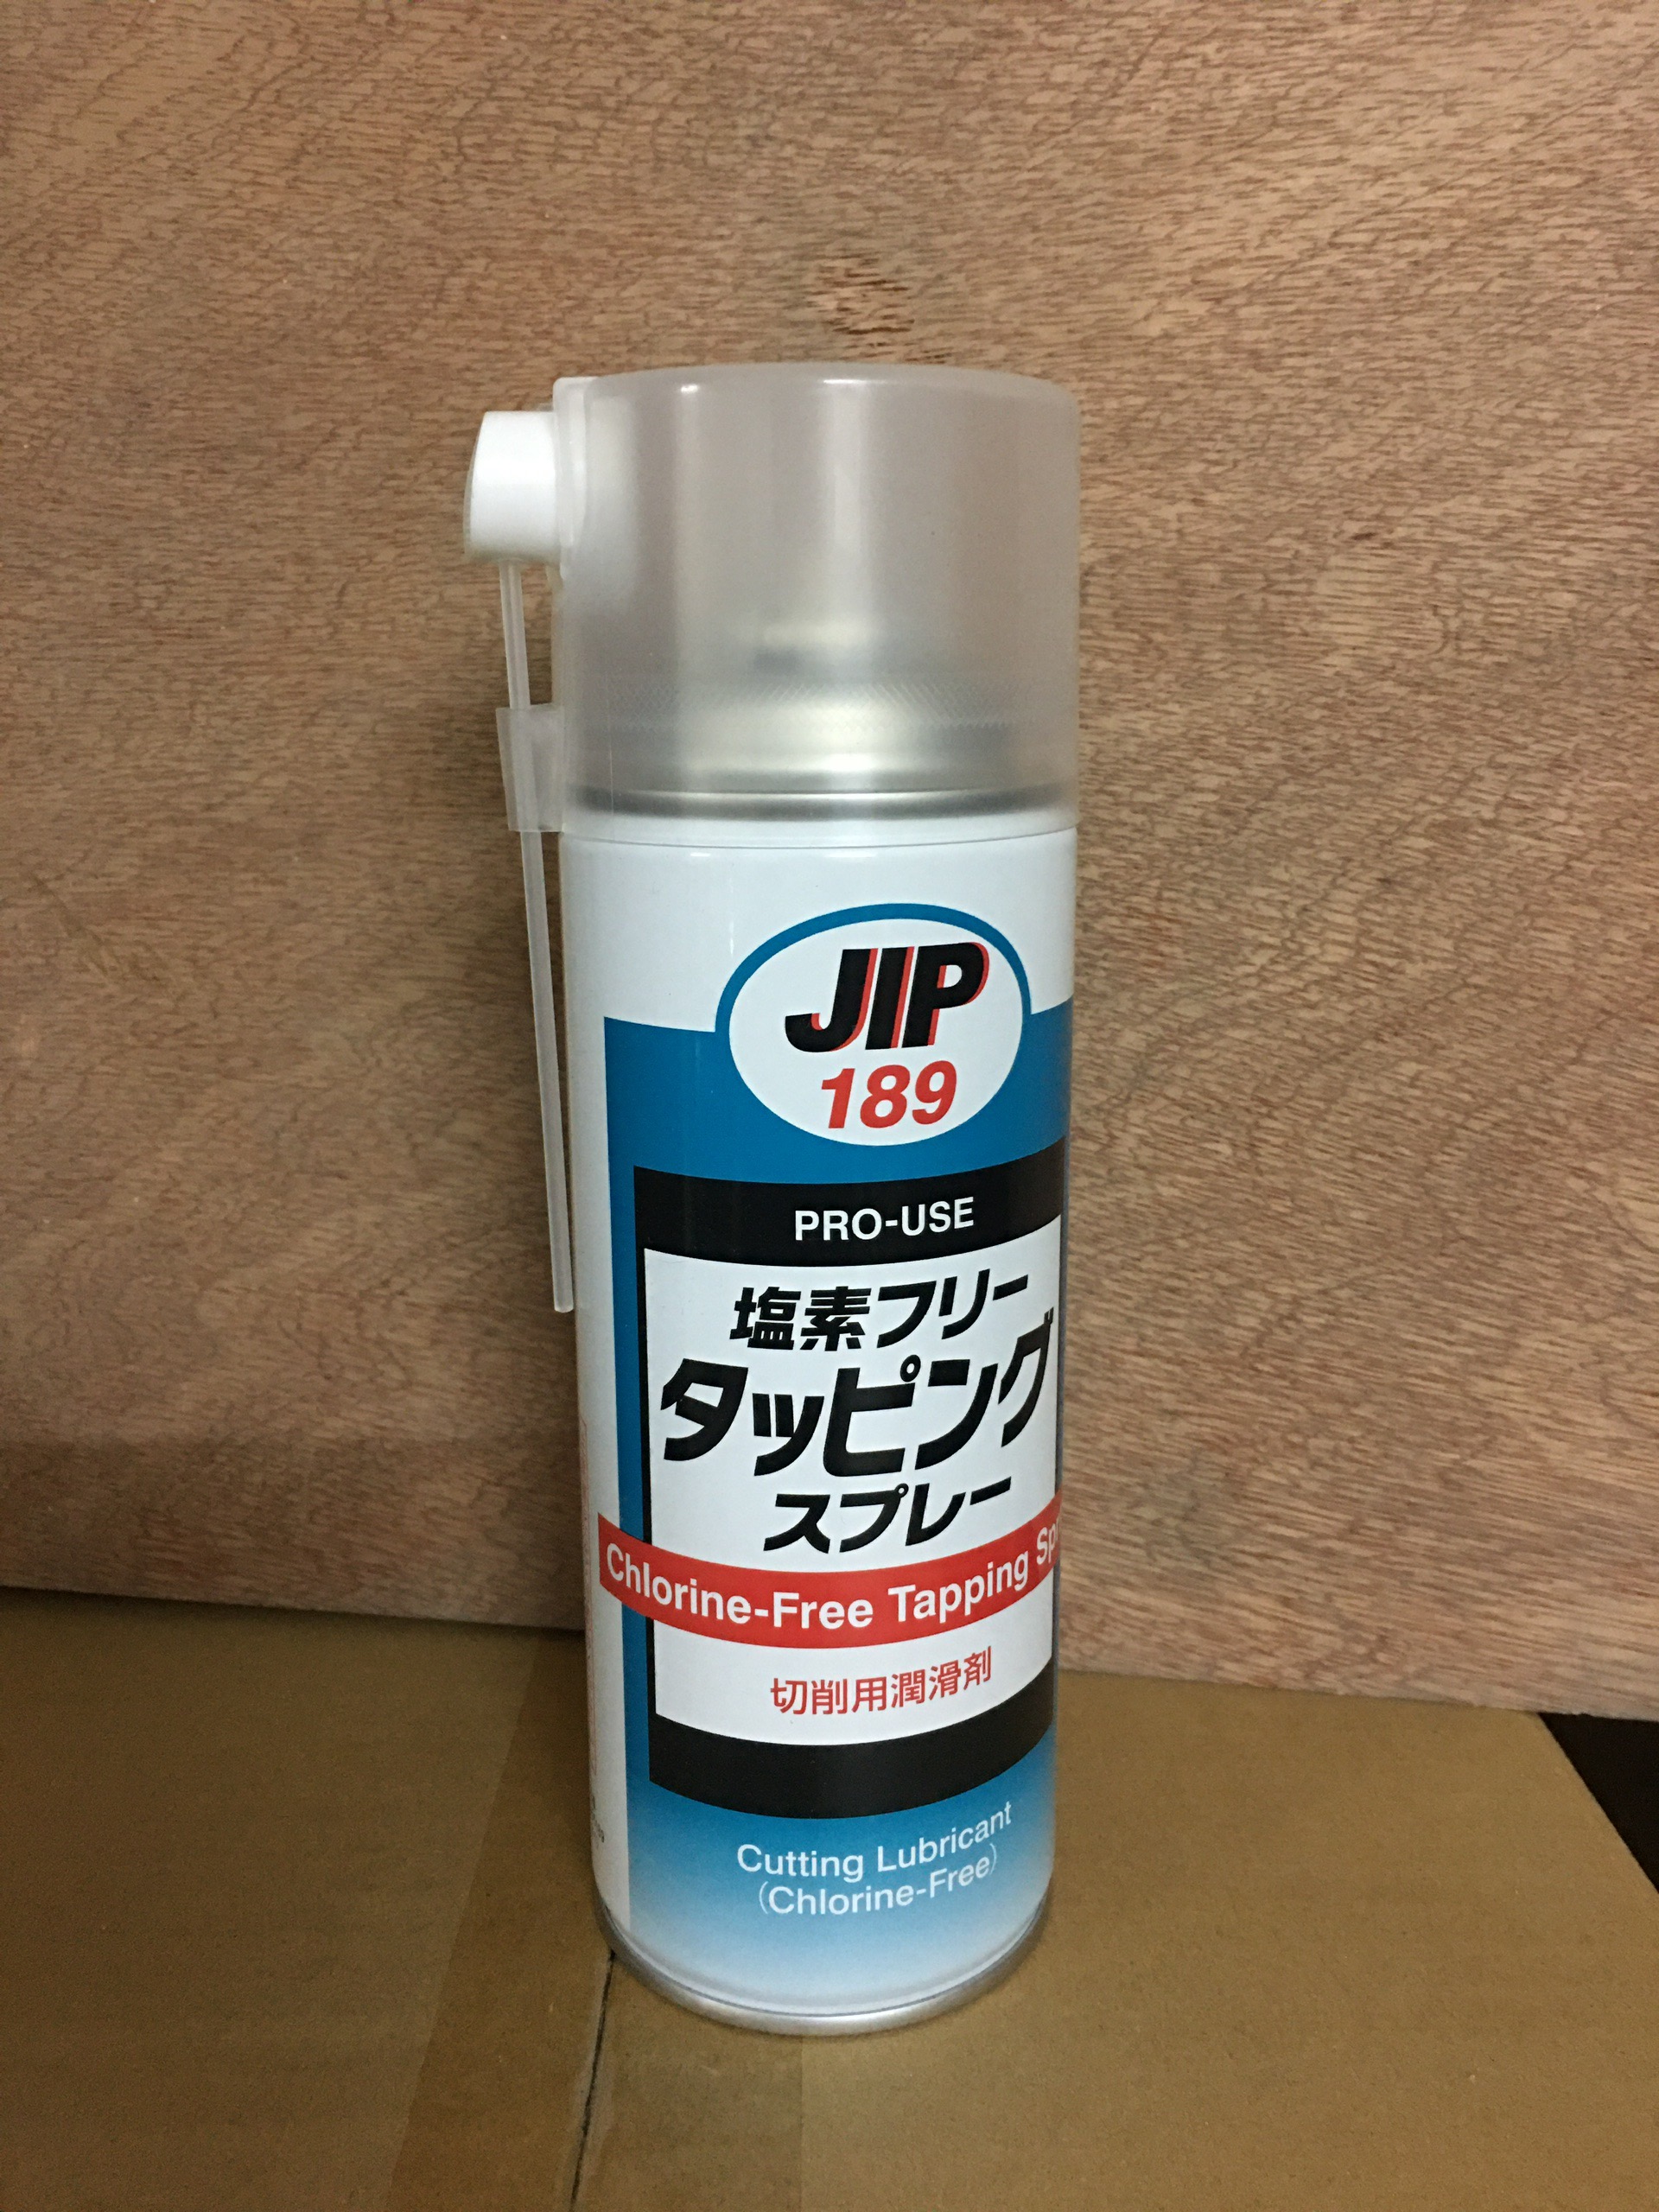 JIP
189
PRO-USE
塩素フリー
タッピング
スプレー
Chlorine-Free Tapping
切削用潤滑剤
Cutting Lubricant
（Chlorine-Free）